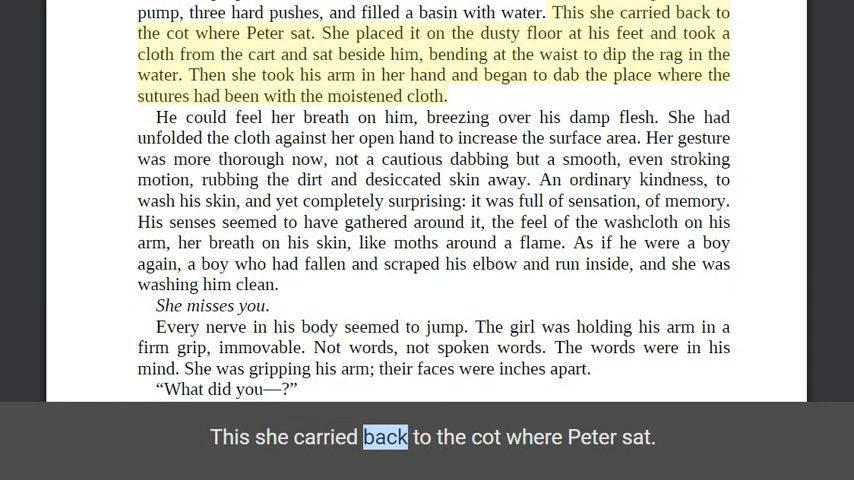 pump, three hard pushes, and filled a basin with water. This she carried back to
the cot where Peter sat. She placed it on the dusty floor at his feet and took a
cloth from the cart and sat beside him, bending at the waist to dip the rag in the
water. Then she took his arm in her hand and began to dab the place where the
sutures had been with the moistened cloth.
He could feel her breath on him, breezing over his damp flesh. She had
unfolded the cloth against her open hand to increase the surface area. Her gesture
was more thorough now, not a cautious dabbing but a smooth, even stroking
motion, rubbing the dirt and desiccated skin away. An ordinary kindness, to
wash his skin, and yet completely surprising: it was full of sensation, of memory.
His senses seemed to have gathered around it, the feel of the washcloth on his
arm, her breath on his skin, like moths around a flame. As if he were a boy
again, a boy who had fallen and scraped his elbow and run inside, and she was
washing him clean.
She misses you.
Every nerve in his body seemed to jump. The girl was holding his arm in a
firm grip, immovable. Not words, not spoken words. The words were in his
mind. She was gripping his arm; their faces were inches apart.
“What did you—?”
This she carried back to the cot where Peter sat.